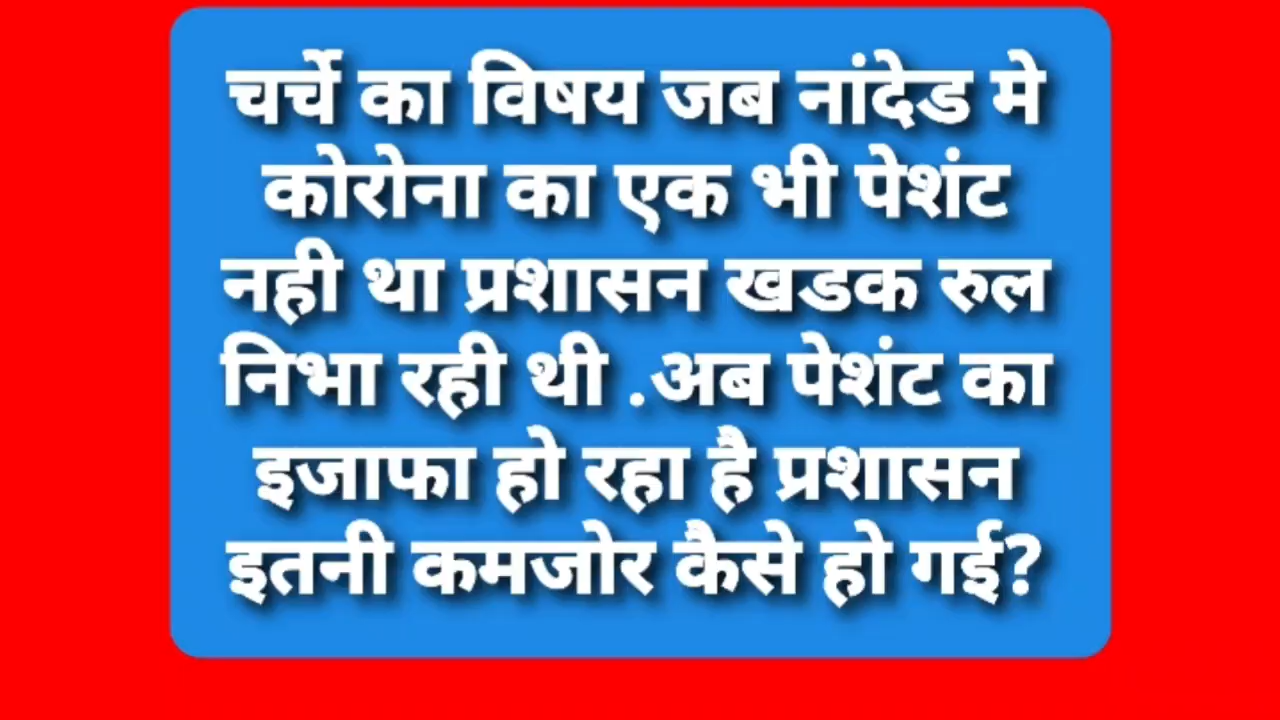 चर्चे का विषय जब नांदेड मे
कोरोना का एक भी पेशंट
नही था प्रशासन खडक रुल
निभा रही थी .अब पेशंट का
इजाफा हो रहा है प्रशासन
इतनी कमजोर कैसे हो गई?